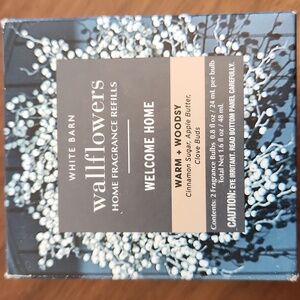 WHITE BARN
wallflowers
HOME FRAGRANCE REFILLS
WELCOME HOME
WARM + WOODSY
Cinnamon Sugar, Apple Butter,
Clove Buds
Contents: 2 Fragrance Bulbs, 0.8 fl oz / 24 mL per bulb
Total Net 1.6 fl oz / 48 mL
CAUTION: EYE IRRITANT. READ BOTTOM PANEL CAREFULLY.